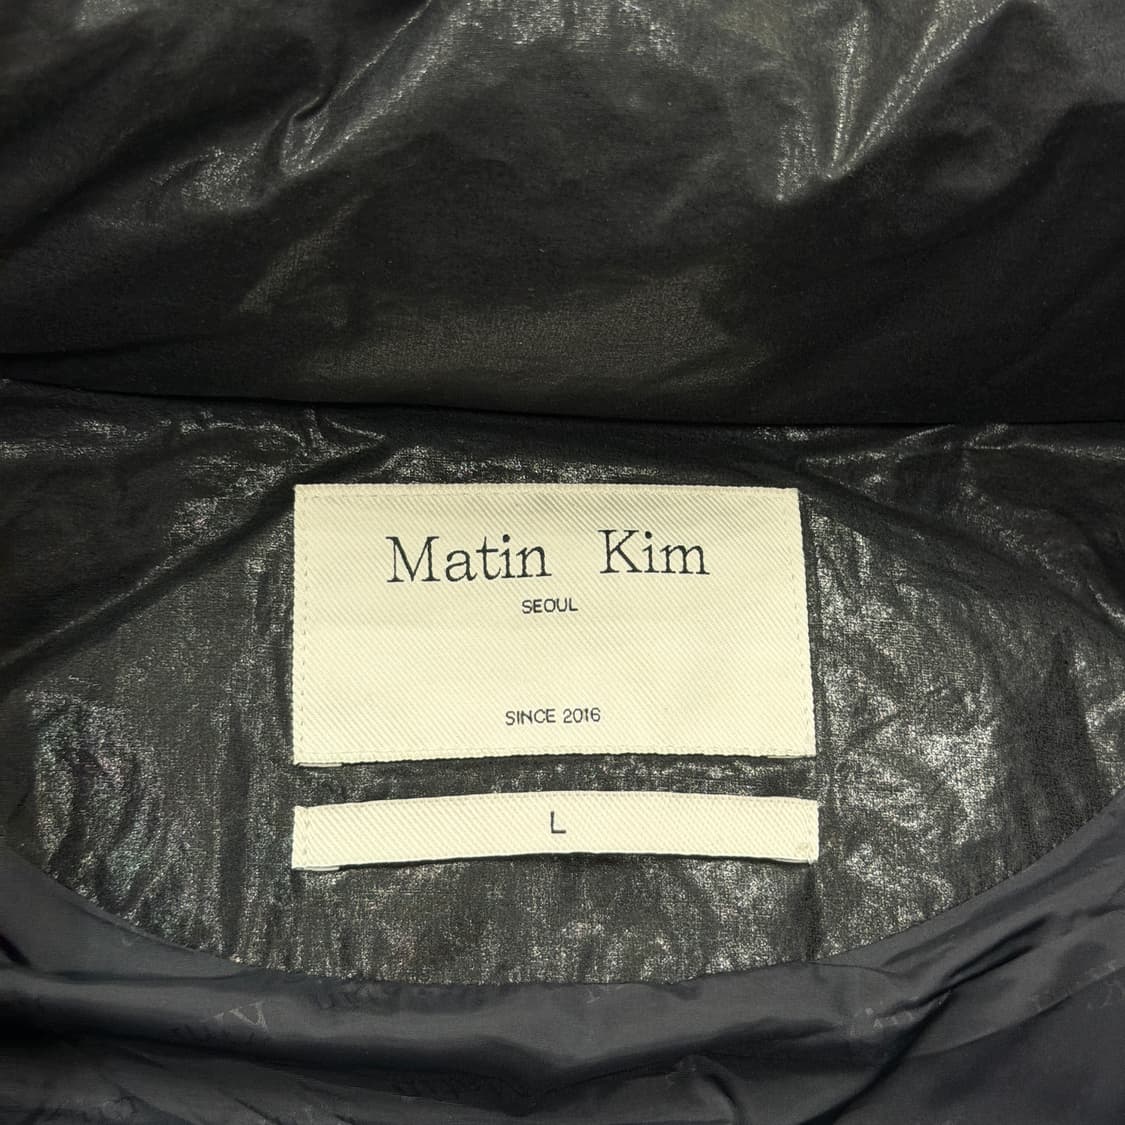 Matin Kim
SEOUL
SINCE 2016
L